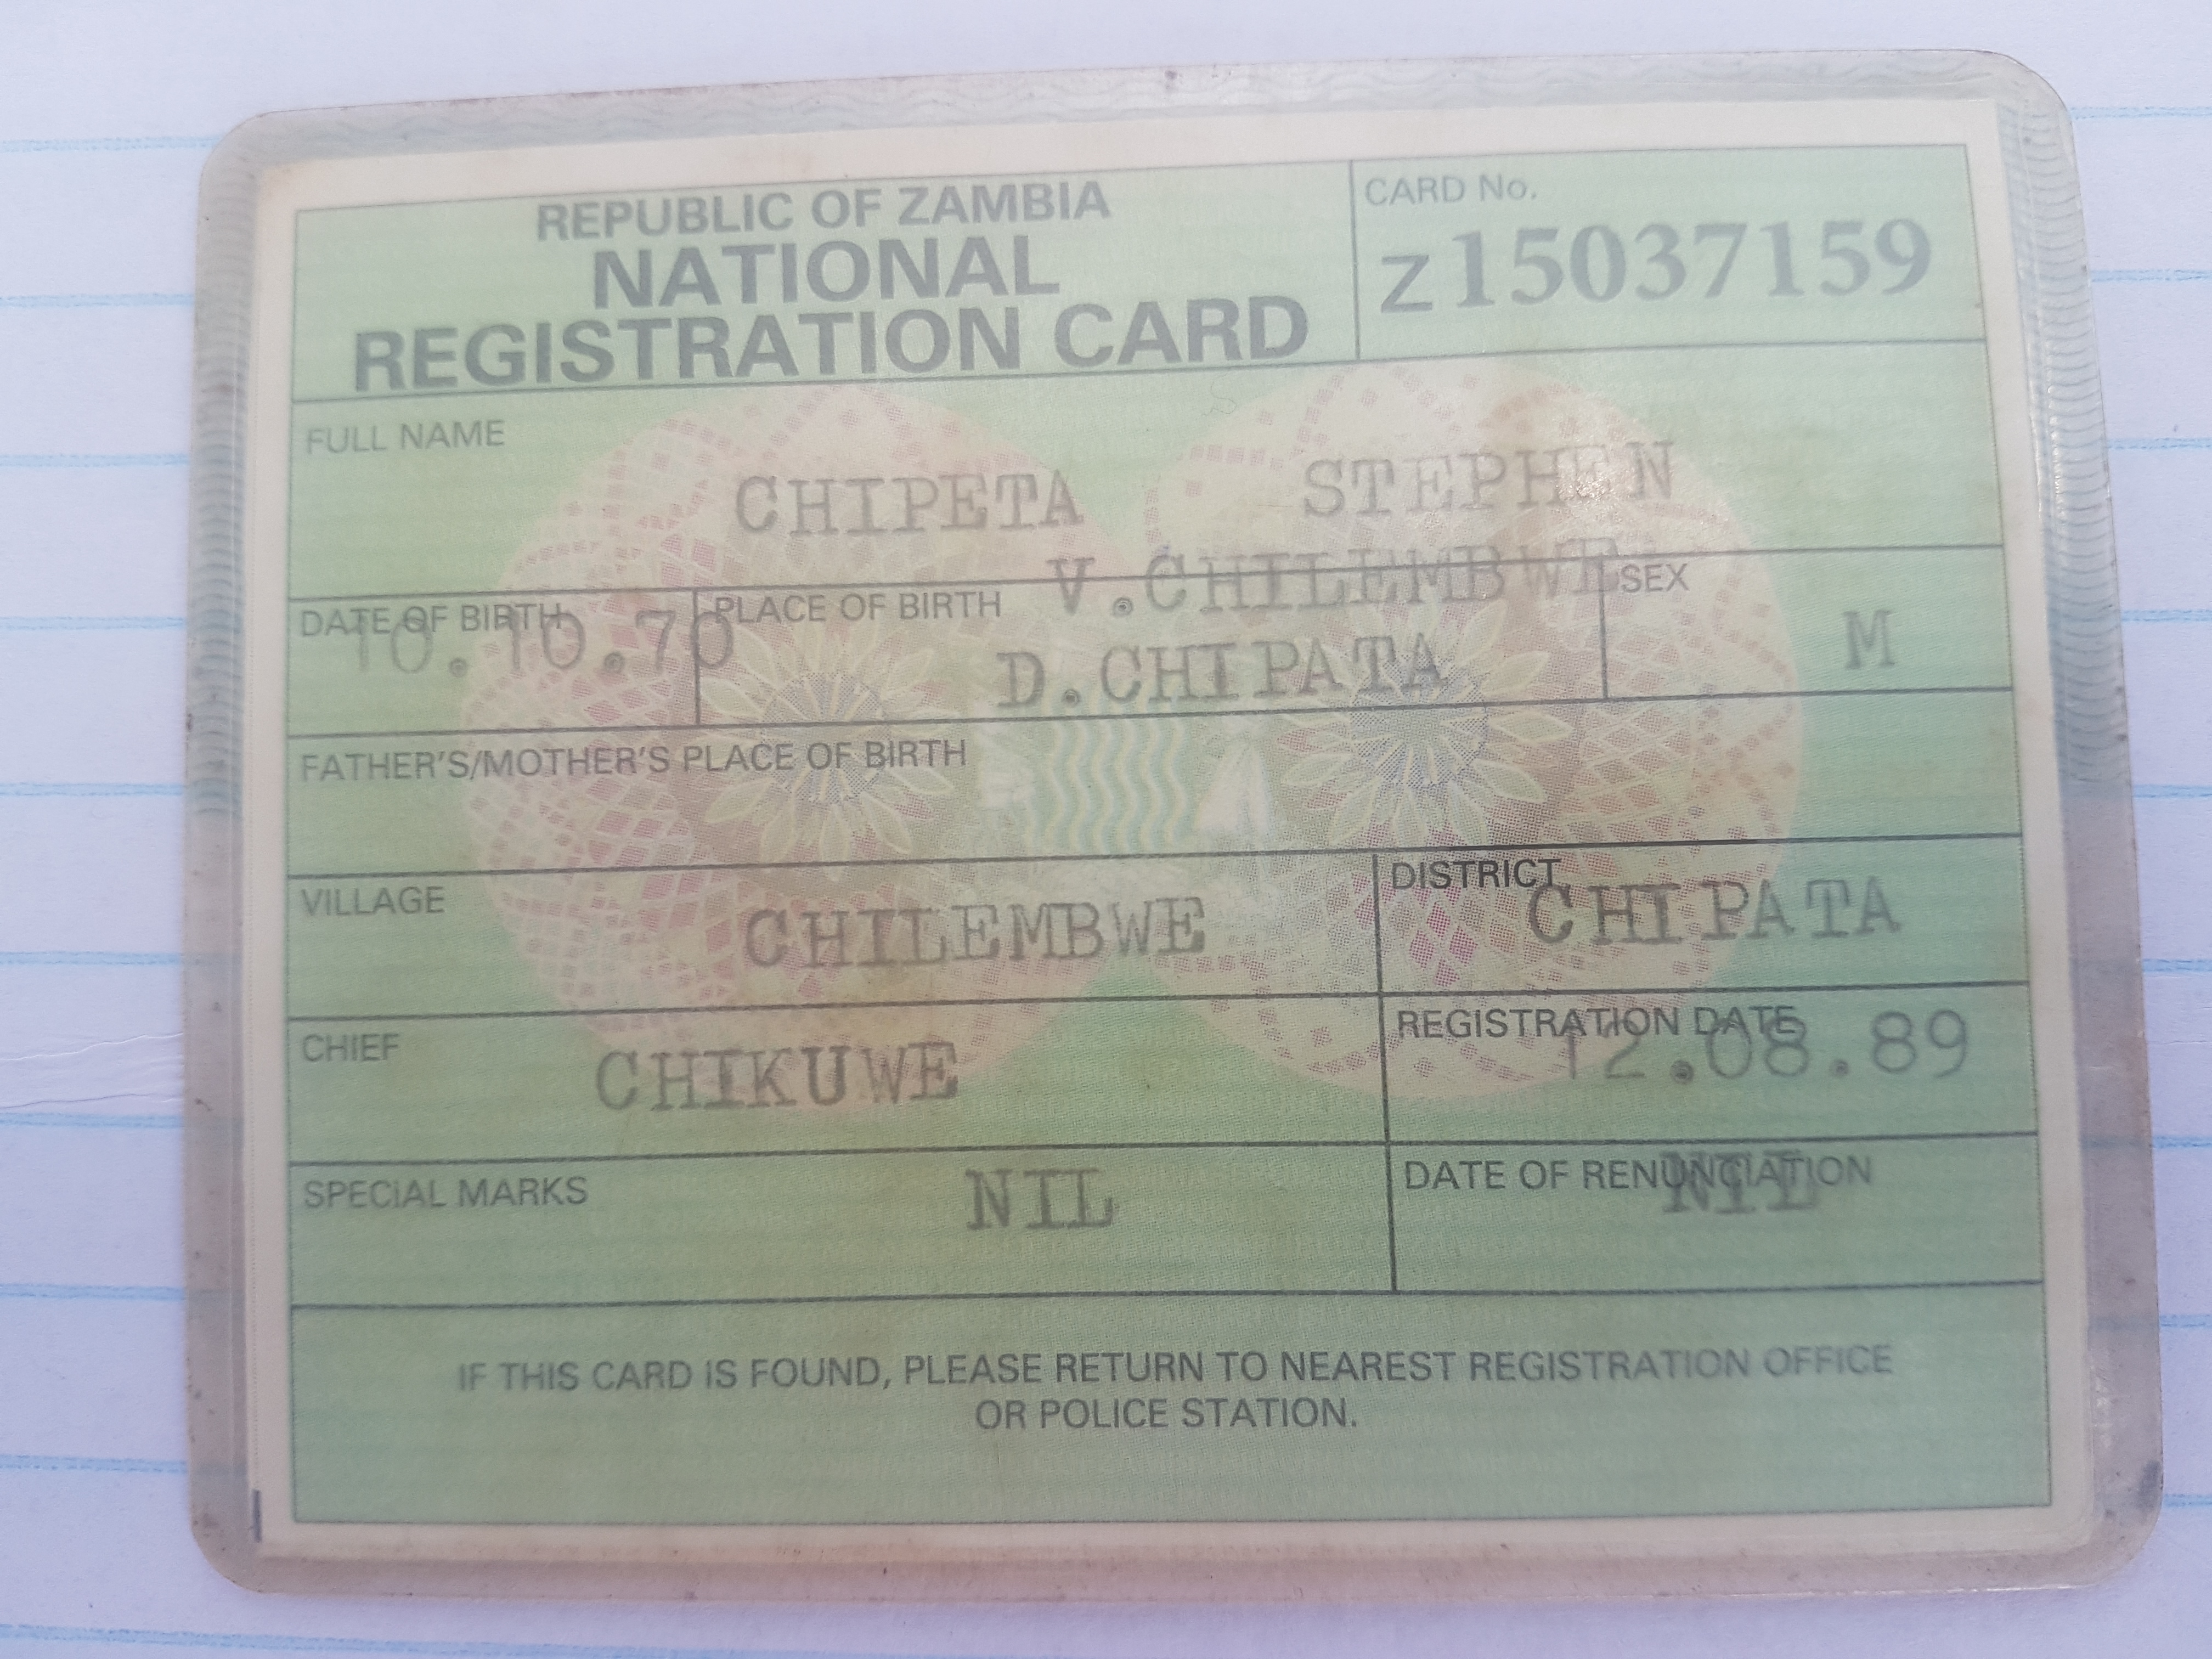 REPUBLIC OF ZAMBIA
NATIONAL
REGISTRATION CARD
CARD No.
Z15037159
FULL NAME
CHIPETA STEPHEN
DATE OF BIRTH
10.10.70
PLACE OF BIRTH
V.CHILEMBWE
D.CHIPATA
SEX
M
FATHER'S/MOTHER'S PLACE OF BIRTH
VILLAGE
CHILEMBWE
DISTRICT
CHIPATA
CHIEF
CHIKUWE
REGISTRATION DATE
12.08.89
SPECIAL MARKS
NIL
DATE OF RENUNCIATION
NIL
IF THIS CARD IS FOUND, PLEASE RETURN TO NEAREST REGISTRATION OFFICE
OR POLICE STATION.